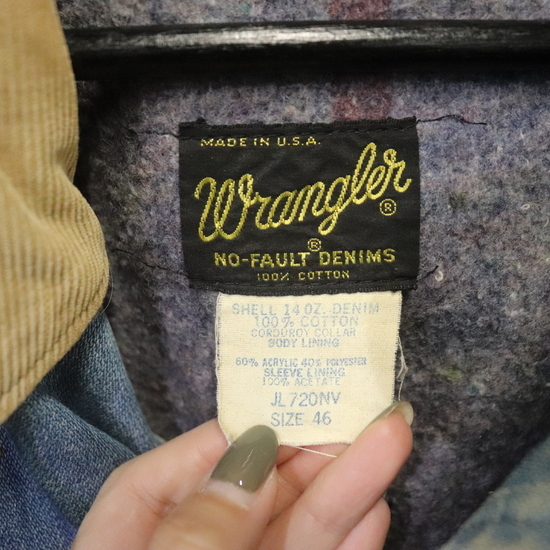 MADE IN U.S.A.
Wrangler®
®
NO-FAULT DENIMS
100% COTTON
SHELL 14 OZ. DENIM
100% COTTON
CORDUROY COLLAR
BODY LINING
60% ACRYLIC 40% POLYESTER
SLEEVE LINING
100% ACETATE
JL720NV
SIZE 46